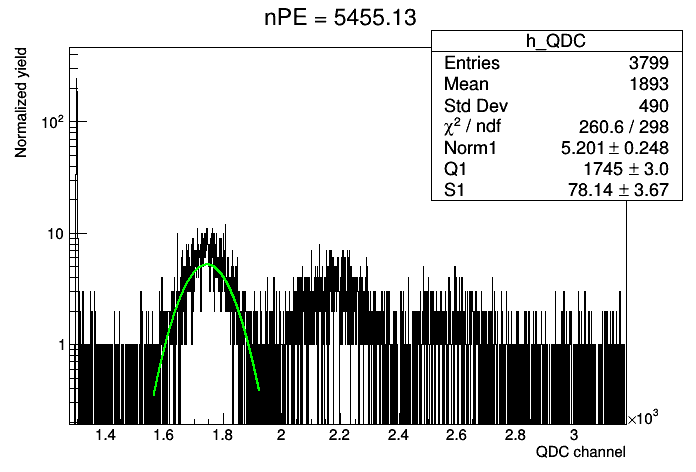 nPE = 5455.13
h_QDC
Entries 3799
Mean 1893
Std Dev 490
χ² / ndf 260.6 / 298
Norm1 5.201 ± 0.248
Q1 1745 ± 3.0
S1 78.14 ± 3.67
Normalized yield
10²
10
1
1.4 1.6 1.8 2 2.2 2.4 2.6 2.8 3
×10³
QDC channel